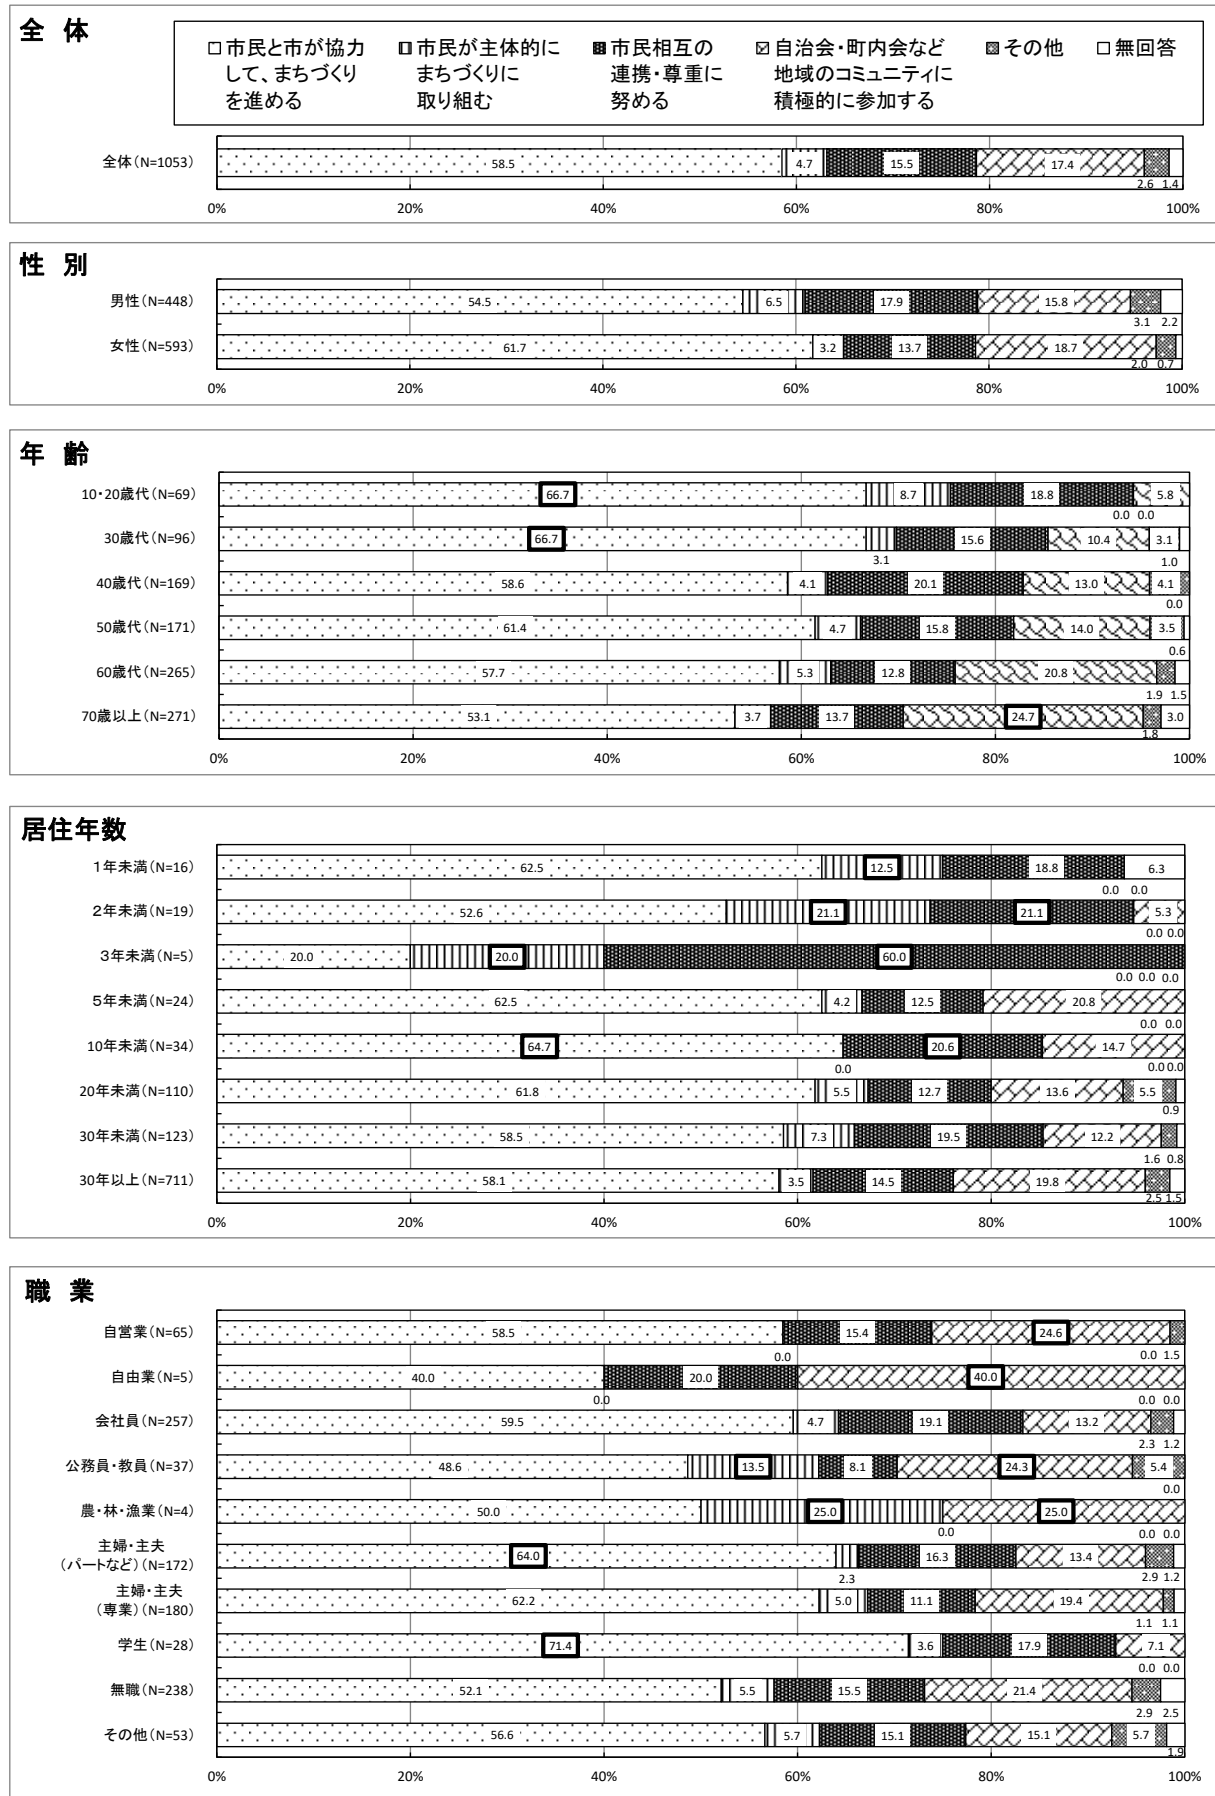 全 体
□市民と市が協力
して、まちづくり
を進める
市民が主体的に
まちづくりに
取り組む
市民相互の
連携・尊重に
努める
自治会・町内会など
地域のコミュニティに
積極的に参加する
その他
□無回答
全体(N=1053)
58.5 4.7 15.5 17.4
2.6 1.4
0% 20% 40% 60% 80% 100%
性 別
男性(N=448) 54.5 6.5 17.9 15.8
3.1 2.2
女性(N=593) 61.7 3.2 13.7 18.7
2.0 0.7
0% 20% 40% 60% 80% 100%
年 齢
10・20歳代(N=69) 66.7 8.7 18.8 5.8
0.0 0.0
30歳代(N=96) 66.7 15.6 10.4 3.1
3.1 1.0
40歳代(N=169) 58.6 4.1 20.1 13.0 4.1
0.0
50歳代(N=171) 61.4 4.7 15.8 14.0 3.5
0.6
60歳代(N=265) 57.7 5.3 12.8 20.8
1.9 1.5
70歳以上(N=271) 53.1 3.7 13.7 24.7 3.0
1.8
0% 20% 40% 60% 80% 100%
居住年数
1年未満(N=16) 62.5 12.5 18.8 6.3
0.0 0.0
2年未満(N=19) 52.6 21.1 21.1 5.3
0.0 0.0
3年未満(N=5) 20.0 20.0 60.0
0.0 0.0 0.0
5年未満(N=24) 62.5 4.2 12.5 20.8
0.0 0.0
10年未満(N=34) 64.7 20.6 14.7
0.0 0.0 0.0
20年未満(N=110) 61.8 5.5 12.7 13.6 5.5
0.9
30年未満(N=123) 58.5 7.3 19.5 12.2
1.6 0.8
30年以上(N=711) 58.1 3.5 14.5 19.8
2.5 1.5
0% 20% 40% 60% 80% 100%
職 業
自営業(N=65) 58.5 15.4 24.6
0.0 0.0 1.5
自由業(N=5) 40.0 20.0 40.0
0.0 0.0 0.0
会社員(N=257) 59.5 4.7 19.1 13.2
2.3 1.2
公務員・教員(N=37) 48.6 13.5 8.1 24.3 5.4
0.0
農・林・漁業(N=4) 50.0 25.0 25.0
0.0 0.0 0.0
主婦・主夫
(パートなど)(N=172) 64.0 16.3 13.4
2.3 2.9 1.2
主婦・主夫
(専業)(N=180) 62.2 5.0 11.1 19.4
1.1 1.1
学生(N=28) 71.4 3.6 17.9 7.1
0.0 0.0
無職(N=238) 52.1 5.5 15.5 21.4
2.9 2.5
その他(N=53) 56.6 5.7 15.1 15.1 5.7
1.9
0% 20% 40% 60% 80% 100%